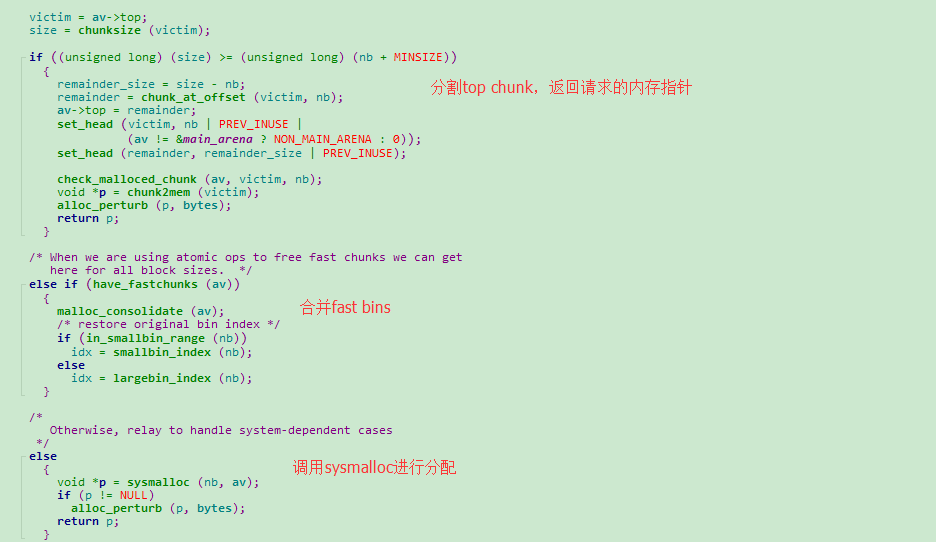 victim = av->top;
size = chunksize (victim);
if ((unsigned long) (size) >= (unsigned long) (nb + MINSIZE))
{
remainder_size = size - nb;
分割top chunk，返回请求的内存指针
remainder = chunk_at_offset (victim, nb);
av->top = remainder;
set_head (victim, nb | PREV_INUSE |
(av != &main_arena ? NON_MAIN_ARENA : 0));
set_head (remainder, remainder_size | PREV_INUSE);
check_malloced_chunk (av, victim, nb);
void *p = chunk2mem (victim);
alloc_perturb (p, bytes);
return p;
}
/* When we are using atomic ops to free fast chunks we can get
here for all block sizes.  */
else if (have_fastchunks (av))
{
合并fast bins
malloc_consolidate (av);
/* restore original bin index */
if (in_smallbin_range (nb))
idx = smallbin_index (nb);
else
idx = largebin_index (nb);
}
/*
Otherwise, relay to handle system-dependent cases
*/
else
{
调用sysmalloc进行分配
void *p = sysmalloc (nb, av);
if (p != NULL)
alloc_perturb (p, bytes);
return p;
}